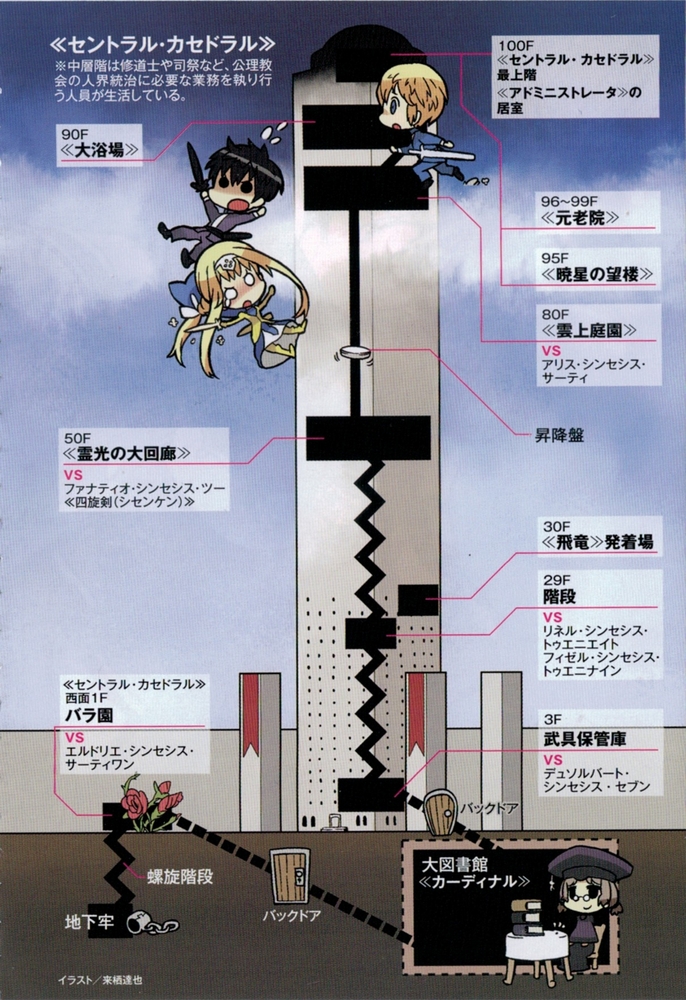 ≪セントラル・カセドラル≫
※中層階は修道士や司祭など、公理教
会の人界統治に必要な業務を執り行
う人員が生活している。
100F
≪セントラル・カセドラル≫
最上階
≪アドミニストレータ≫の
居室
90F
≪大浴場≫
96〜99F
≪元老院≫
95F
≪暁星の望楼≫
80F
≪雲上庭園≫
VS
アリス・シンセシス・
サーティ
昇降盤
50F
≪霊光の大回廊≫
VS
ファナティオ・シンセシス・ツー
≪四旋剣(シセンケン)≫
30F
≪飛竜≫発着場
29F
階段
VS
リネル・シンセシス・
トゥエニエイト
フィゼル・シンセシス・
トゥエニナイン
≪セントラル・カセドラル≫
西面1F
バラ園
VS
エルドリエ・シンセシス・
サーティワン
3F
武具保管庫
VS
デュソルバート・
シンセシス・セブン
バックドア
大図書館
≪カーディナル≫
螺旋階段
バックドア
地下牢
イラスト／来栖達也